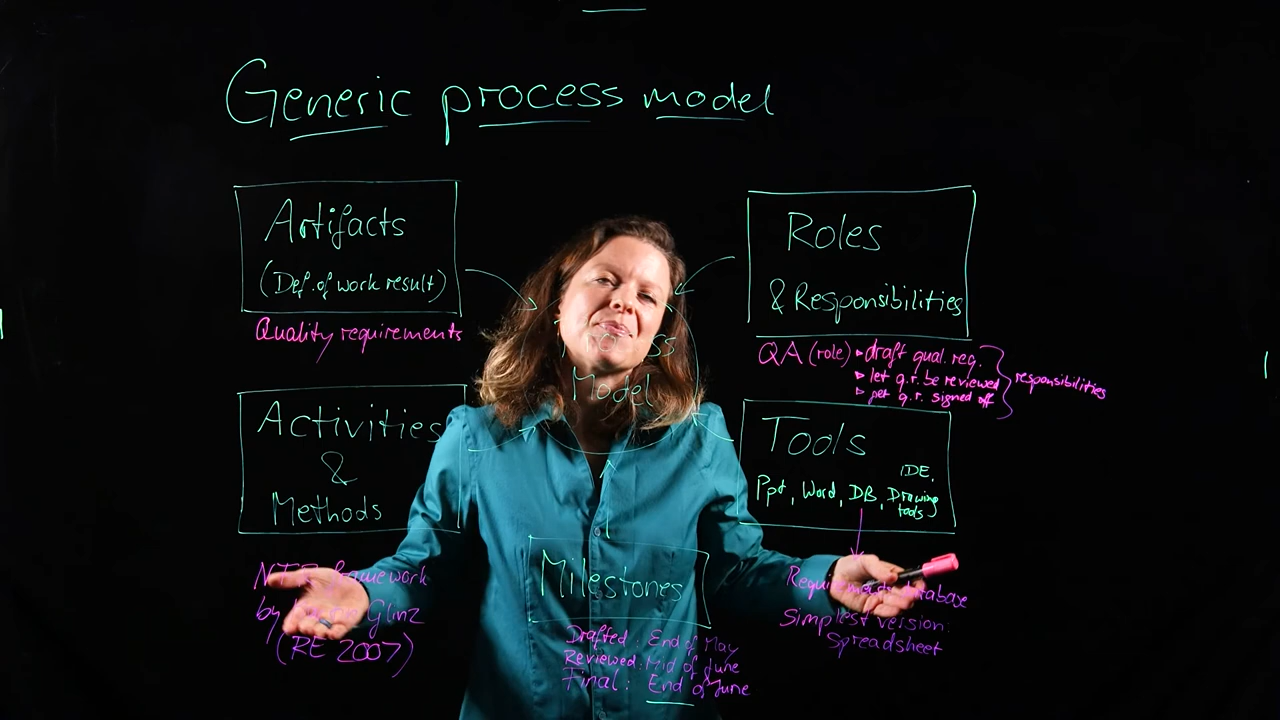 Generic process model
Artifacts
(Def. of work result)
Quality requirements
Roles
& Responsibilities
QA (role) ▸ draft qual. req.
▹ let q.r. be reviewed
▹ get q.r. signed off
responsibilities
Model
Activities
&
Methods
framework
by Glinz
(RE 2007)
Tools
IDE,
Ppt, Word, DB, Drawing
tools
database
Simplest version:
Spreadsheet
Milestones
Drafted: End of May
Reviewed: Mid of June
Final: End of June